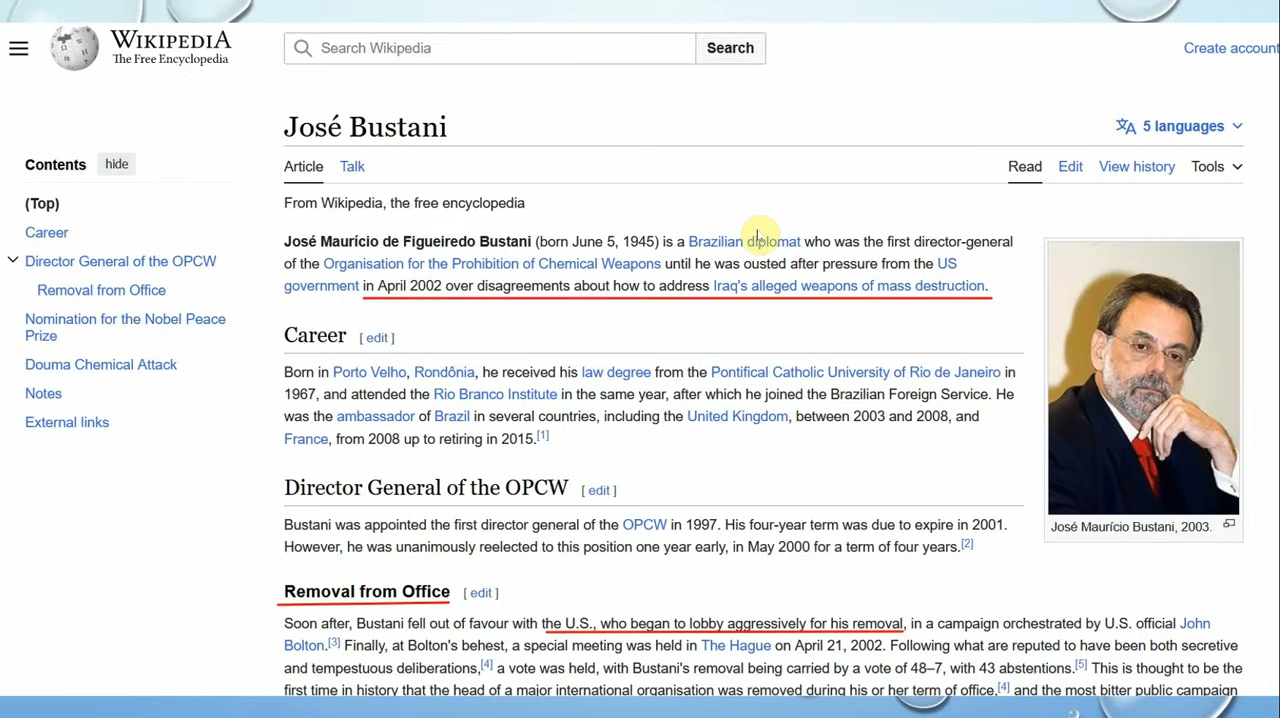 WIKIPEDIA
The Free Encyclopedia
Search Wikipedia
Search
Create account
Contents hide
(Top)
Career
Director General of the OPCW
Removal from Office
Nomination for the Nobel Peace
Prize
Douma Chemical Attack
Notes
External links
José Bustani
5 languages
Article Talk
Read Edit View history Tools
From Wikipedia, the free encyclopedia
José Maurício de Figueiredo Bustani (born June 5, 1945) is a Brazilian diplomat who was the first director-general
of the Organisation for the Prohibition of Chemical Weapons until he was ousted after pressure from the US
government in April 2002 over disagreements about how to address Iraq's alleged weapons of mass destruction.
José Maurício Bustani, 2003.
Career [ edit ]
Born in Porto Velho, Rondônia, he received his law degree from the Pontifical Catholic University of Rio de Janeiro in
1967, and attended the Rio Branco Institute in the same year, after which he joined the Brazilian Foreign Service. He
was the ambassador of Brazil in several countries, including the United Kingdom, between 2003 and 2008, and
France, from 2008 up to retiring in 2015.[1]
Director General of the OPCW [ edit ]
Bustani was appointed the first director general of the OPCW in 1997. His four-year term was due to expire in 2001.
However, he was unanimously reelected to this position one year early, in May 2000 for a term of four years.[2]
Removal from Office [ edit ]
Soon after, Bustani fell out of favour with the U.S., who began to lobby aggressively for his removal, in a campaign orchestrated by U.S. official John
Bolton.[3] Finally, at Bolton's behest, a special meeting was held in The Hague on April 21, 2002. Following what are reputed to have been both secretive
and tempestuous deliberations,[4] a vote was held, with Bustani's removal being carried by a vote of 48–7, with 43 abstentions.[5] This is thought to be the
first time in history that the head of a major international organisation was removed during his or her term of office,[4] and the most bitter public campaign